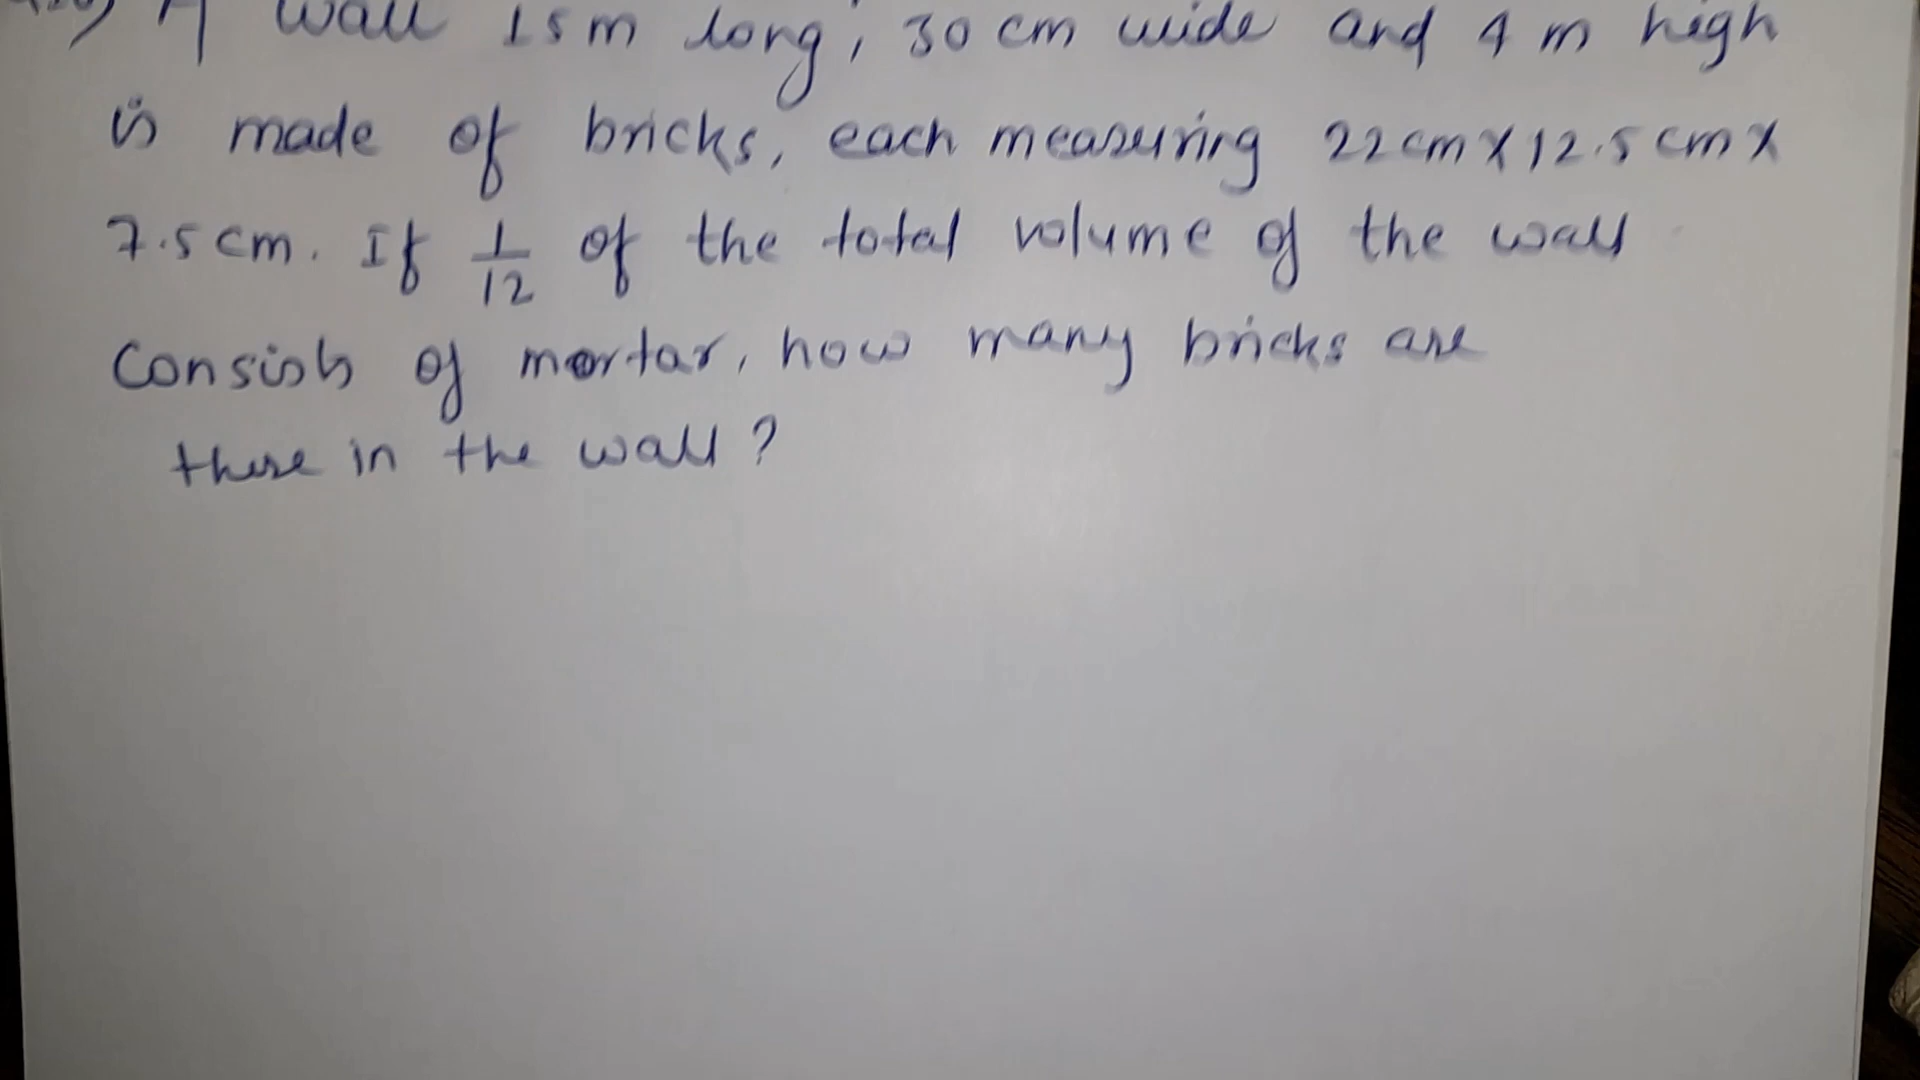 A wall 15 m long, 30 cm wide and 4 m high
is made of bricks, each measuring 22cm X 12.5 cm X
7.5 cm. If 1/12 of the total volume of the wall
consists of mortar, how many bricks are
there in the wall ?